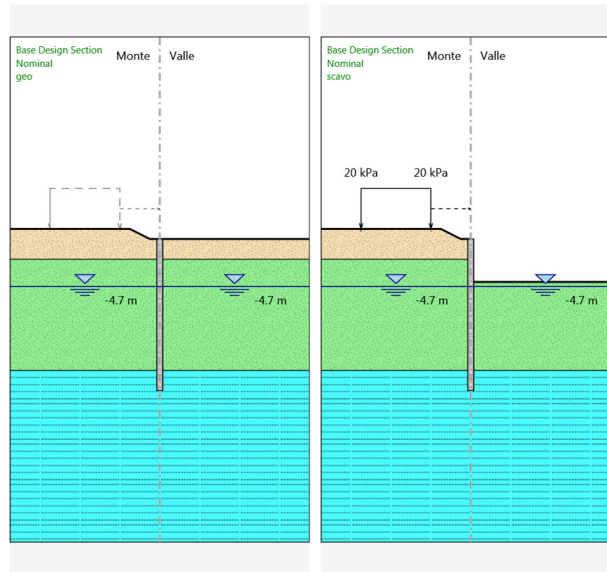 Base Design Section
Nominal
geo
Monte
Valle
-4.7 m
-4.7 m
Base Design Section
Nominal
scavo
Monte
Valle
20 kPa
20 kPa
-4.7 m
-4.7 m